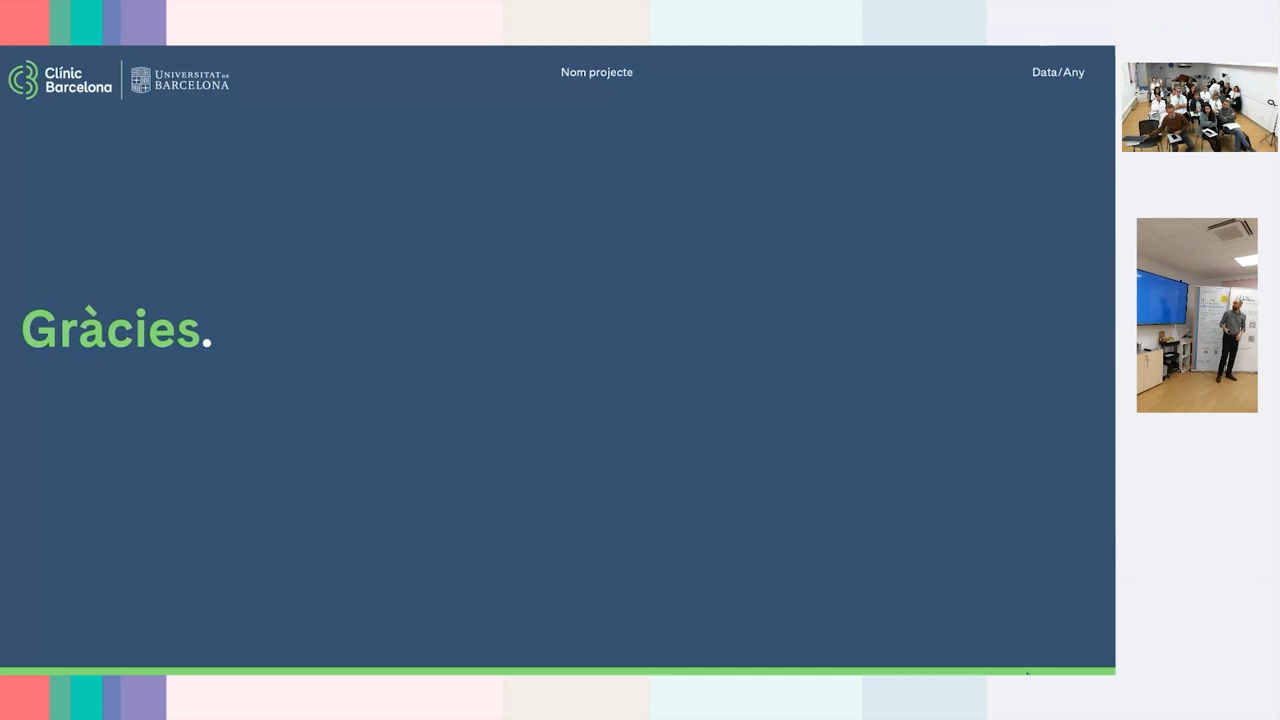 Clínic
Barcelona
UNIVERSITAT DE
BARCELONA
Nom projecte
Data/Any
Gràcies.